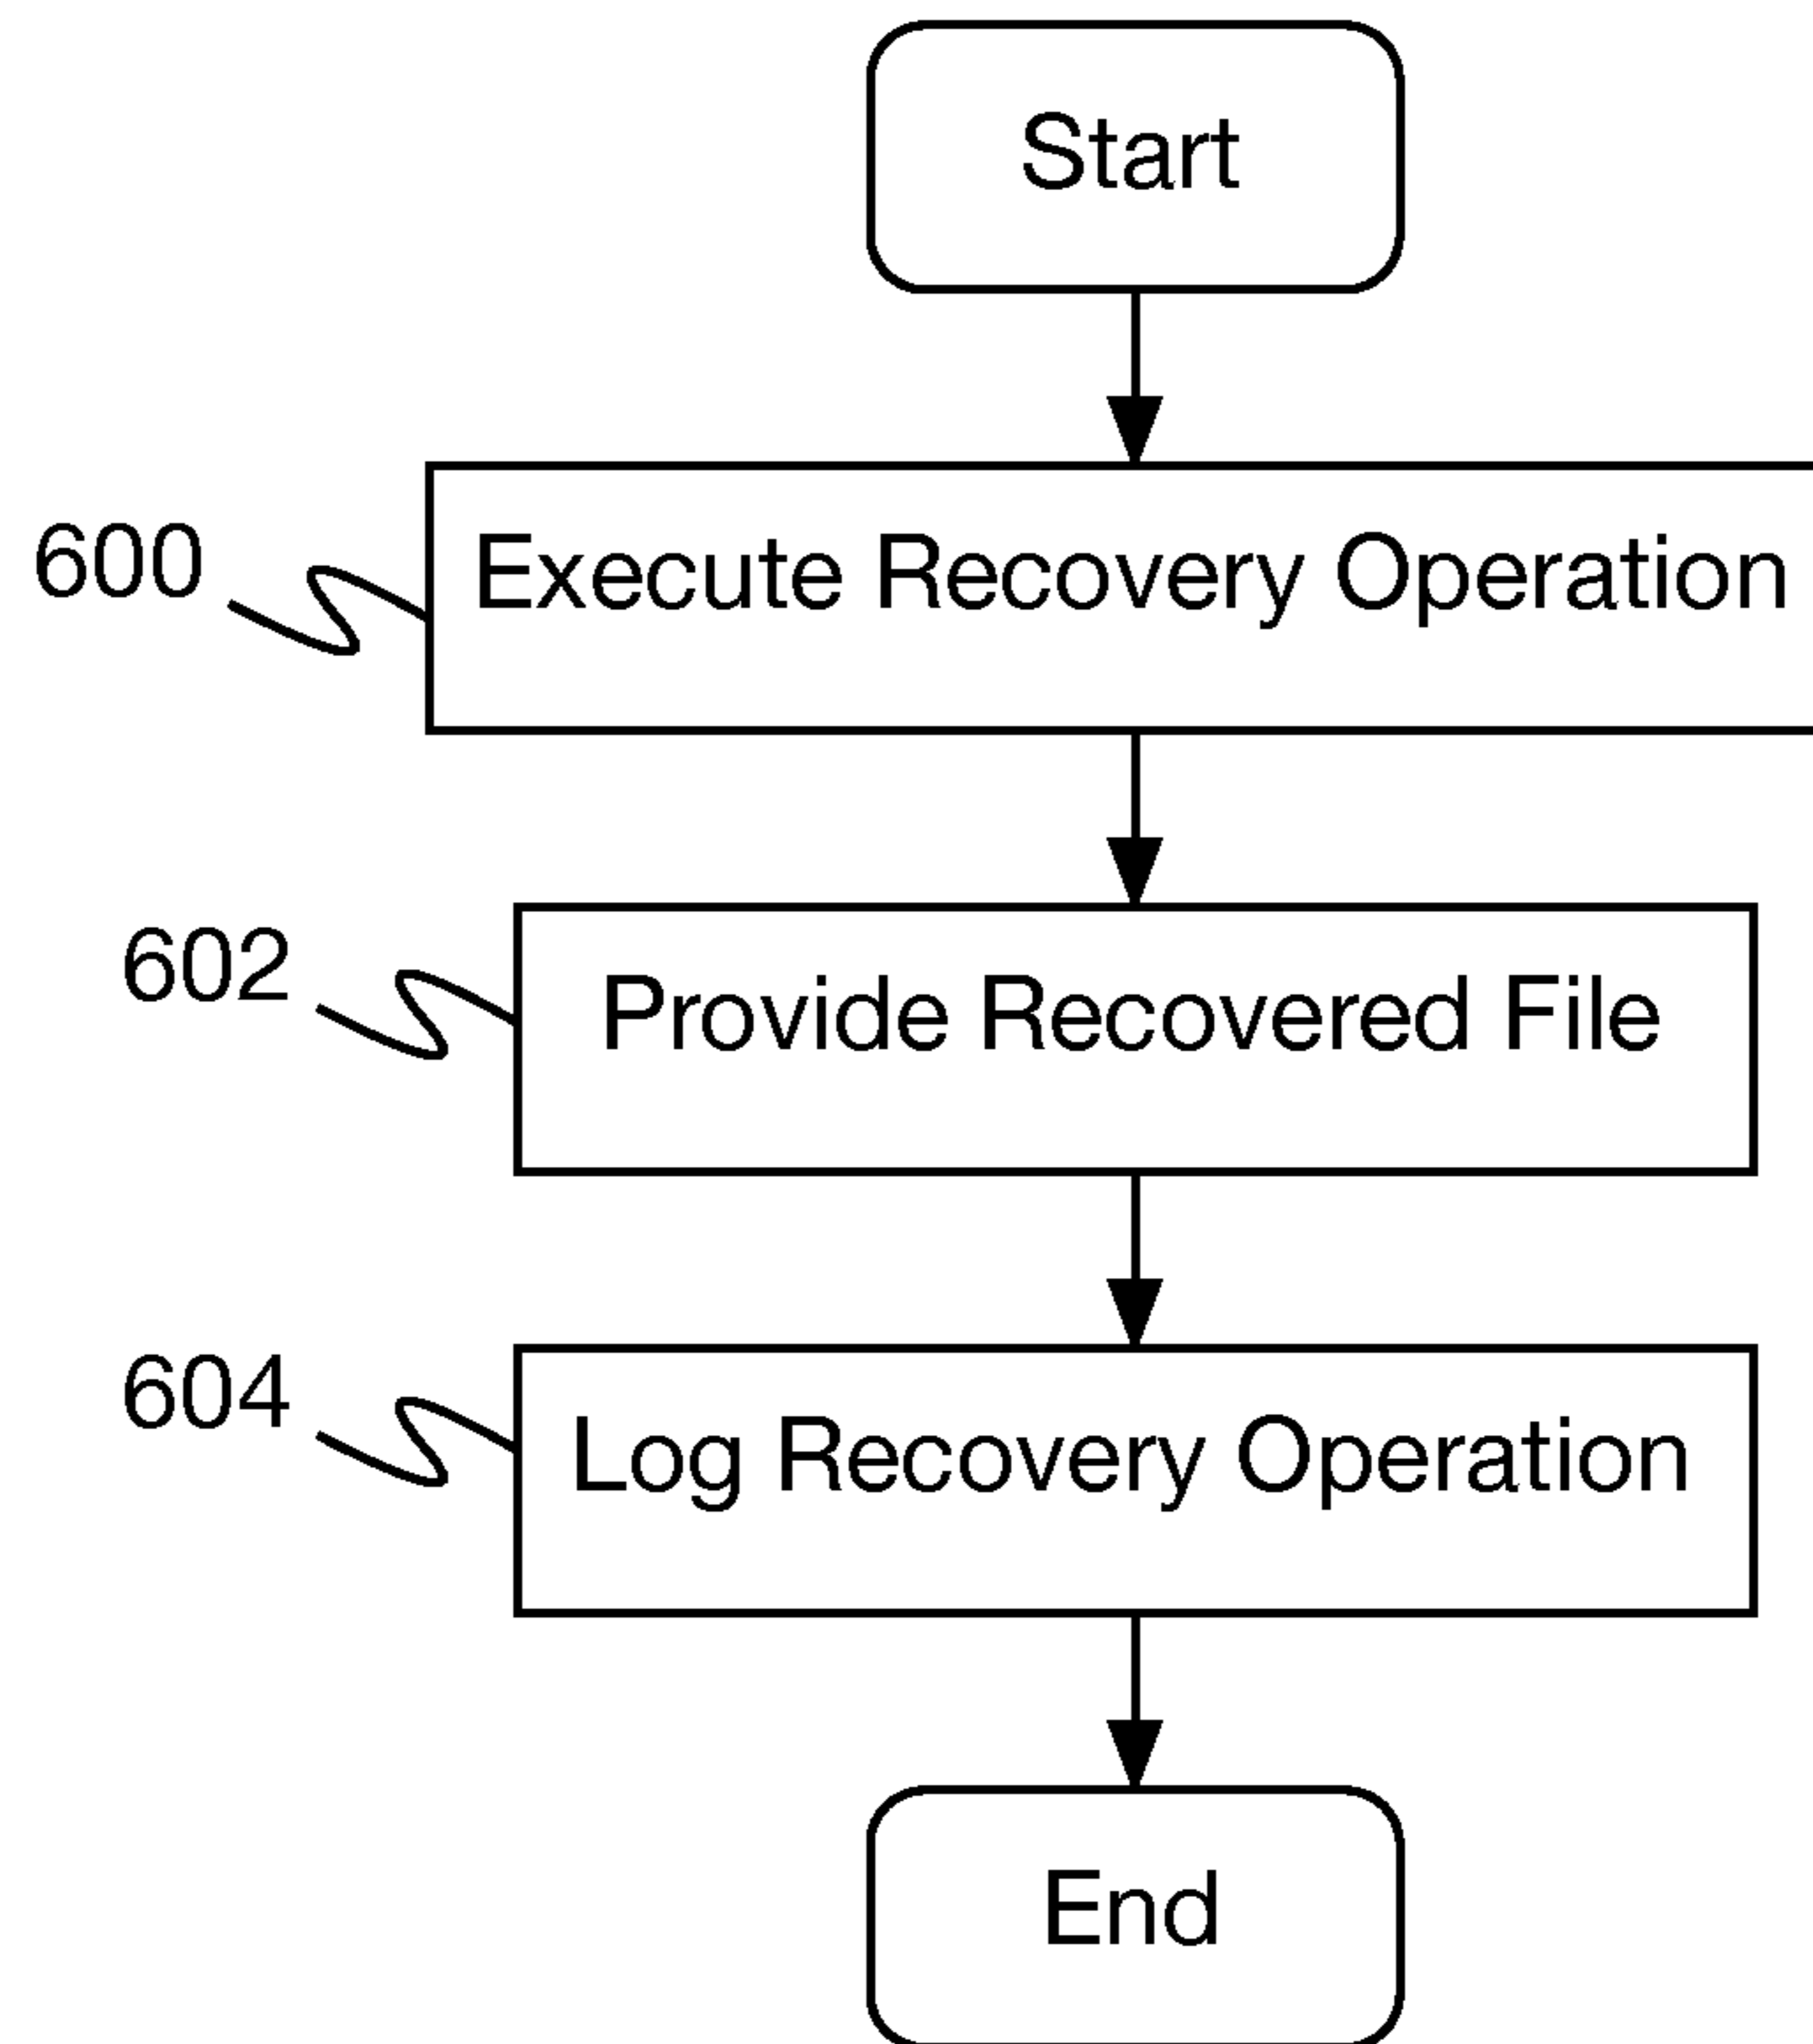 Start
600
Execute Recovery Operation
602
Provide Recovered File
604
Log Recovery Operation
End